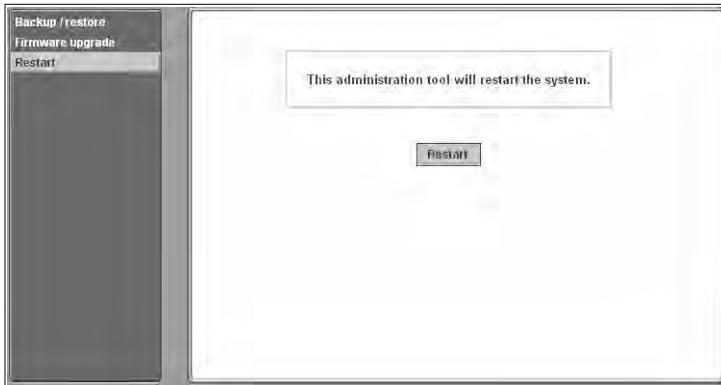 Backup / restore
Firmware upgrade
Restart
This administration tool will restart the system.
Restart